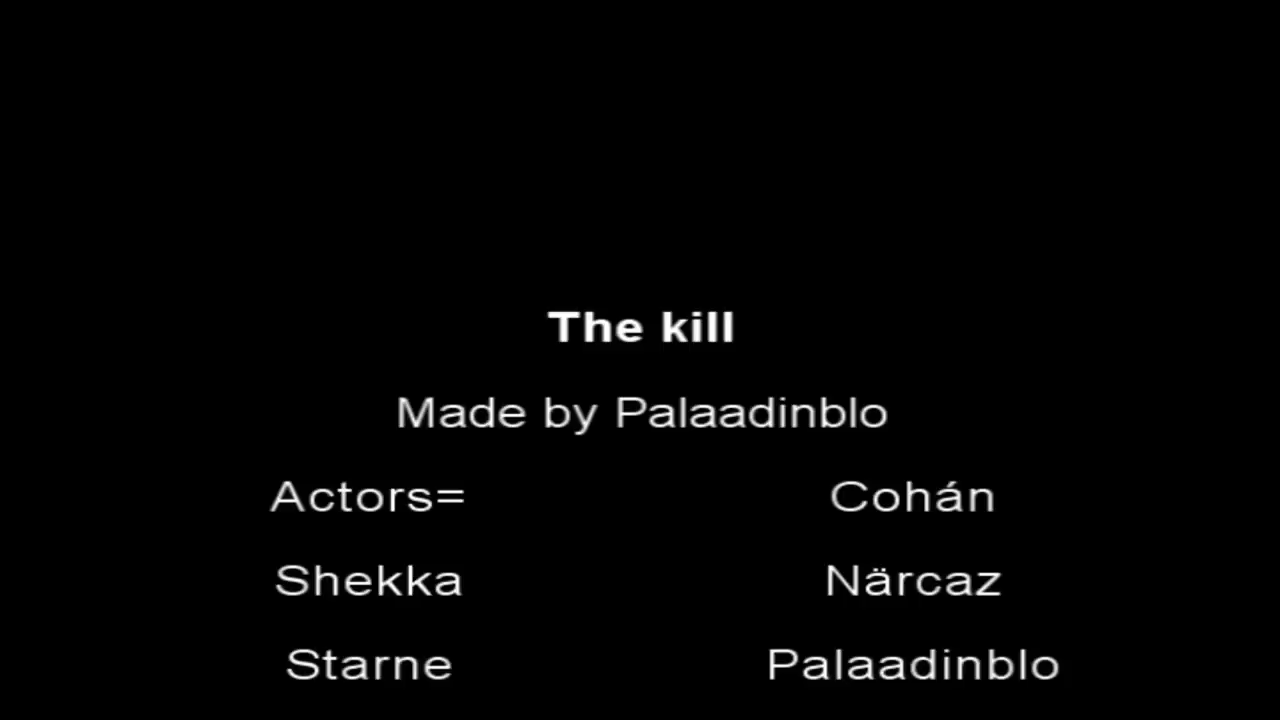 The kill
Made by Palaadinblo
Actors= Cohán
Shekka Närcaz
Starne Palaadinblo